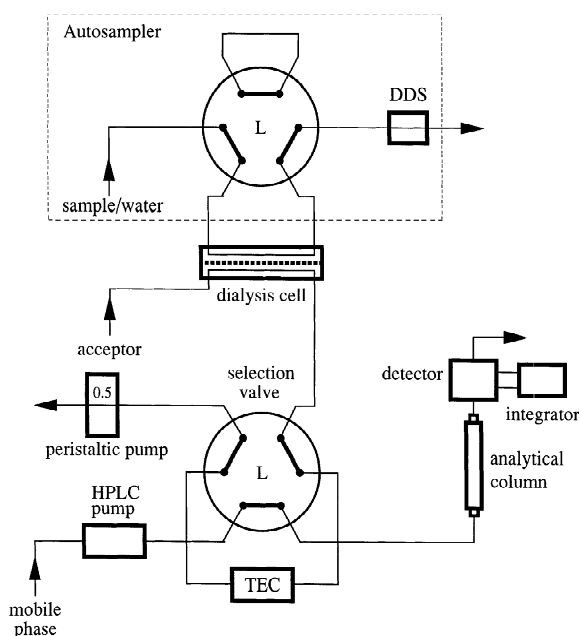 Autosampler
DDS
L
sample/water
dialysis cell
acceptor
selection
valve
0.5
peristaltic pump
detector
integrator
L
analytical
column
HPLC
pump
TEC
mobile
phase